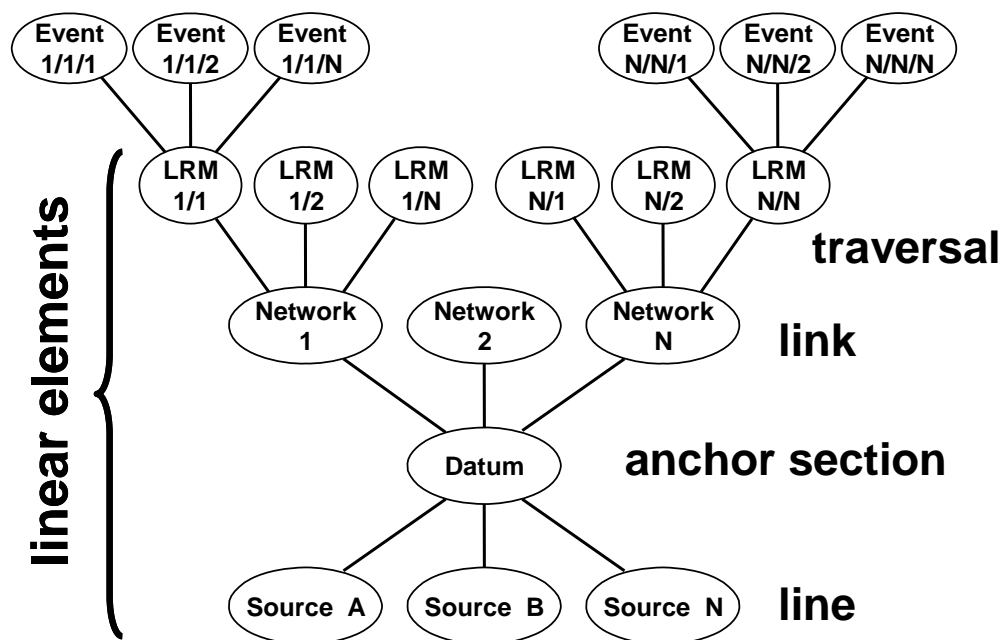 Event
1/1/1
Event
1/1/2
Event
1/1/N
Event
N/N/1
Event
N/N/2
Event
N/N/N
LRM
1/1
LRM
1/2
LRM
1/N
LRM
N/1
LRM
N/2
LRM
N/N
traversal
Network
1
Network
2
Network
N
link
linear elements
Datum
anchor section
Source A
Source B
Source N
line